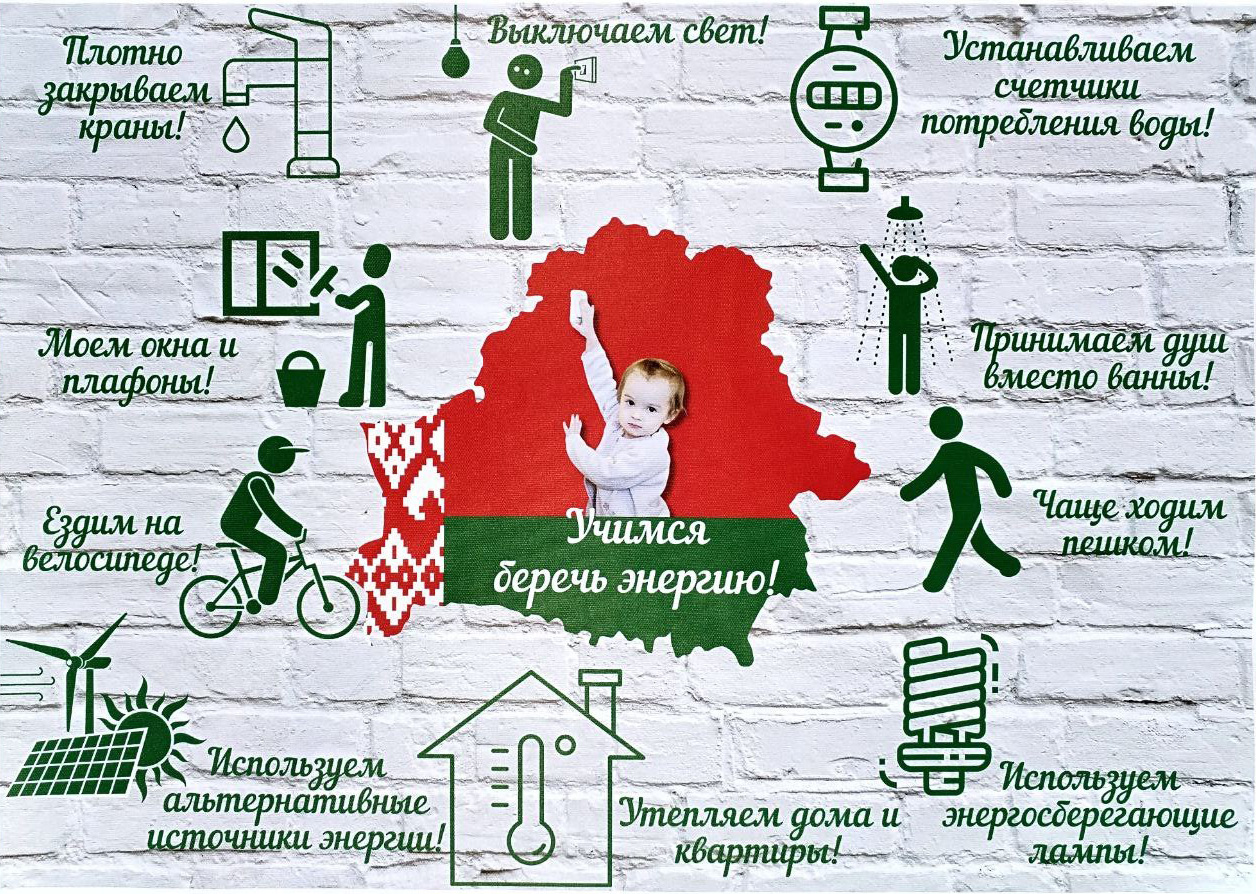 Плотно
закрываем
краны!
Выключаем свет!
Устанавливаем
счетчики
потребления воды!
Моем окна и
плафоны!
Принимаем душ
вместо ванны!
Ездим на
велосипеде!
Чаще ходим
пешком!
Учимся
беречь энергию!
Используем
альтернативные
источники энергии!
Утепляем дома и
квартиры!
Используем
энергосберегающие
лампы!